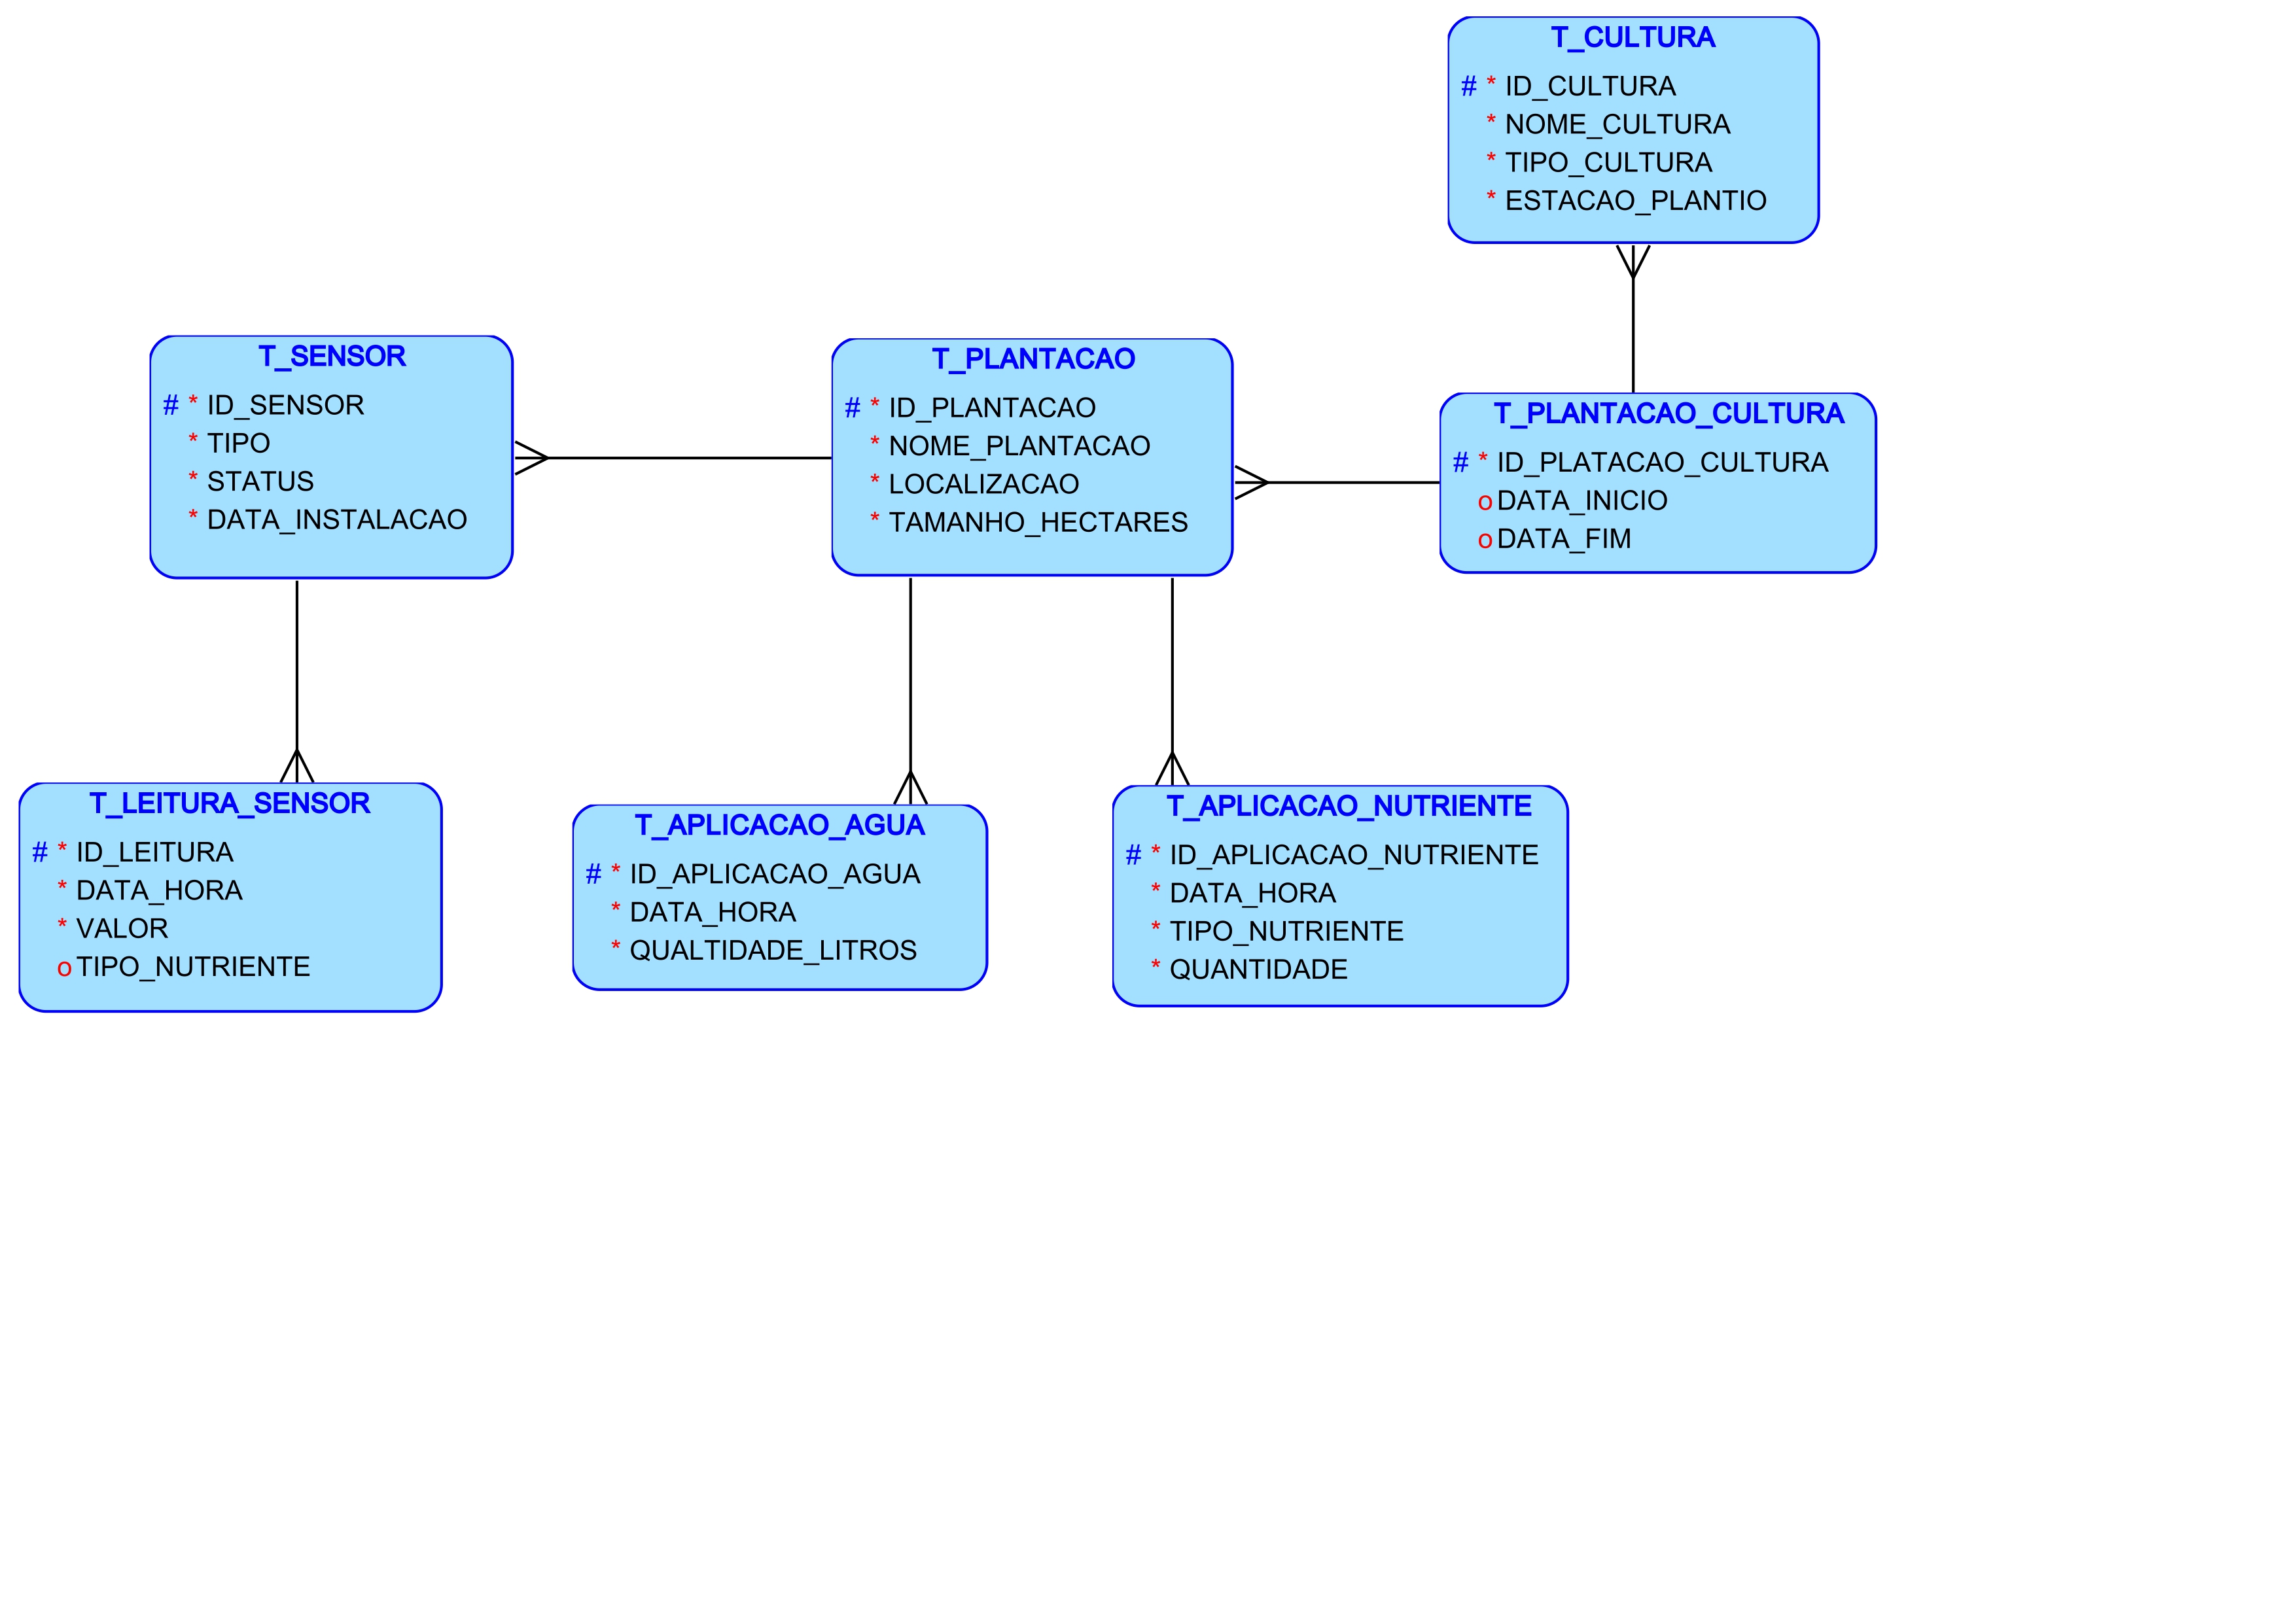 T_CULTURA
# * ID_CULTURA
* NOME_CULTURA
* TIPO_CULTURA
* ESTACAO_PLANTIO
T_SENSOR
# * ID_SENSOR
* TIPO
* STATUS
* DATA_INSTALACAO
T_PLANTACAO
# * ID_PLANTACAO
* NOME_PLANTACAO
* LOCALIZACAO
* TAMANHO_HECTARES
T_PLANTACAO_CULTURA
# * ID_PLATACAO_CULTURA
o DATA_INICIO
o DATA_FIM
T_LEITURA_SENSOR
# * ID_LEITURA
* DATA_HORA
* VALOR
o TIPO_NUTRIENTE
T_APLICACAO_AGUA
# * ID_APLICACAO_AGUA
* DATA_HORA
* QUALTIDADE_LITROS
T_APLICACAO_NUTRIENTE
# * ID_APLICACAO_NUTRIENTE
* DATA_HORA
* TIPO_NUTRIENTE
* QUANTIDADE